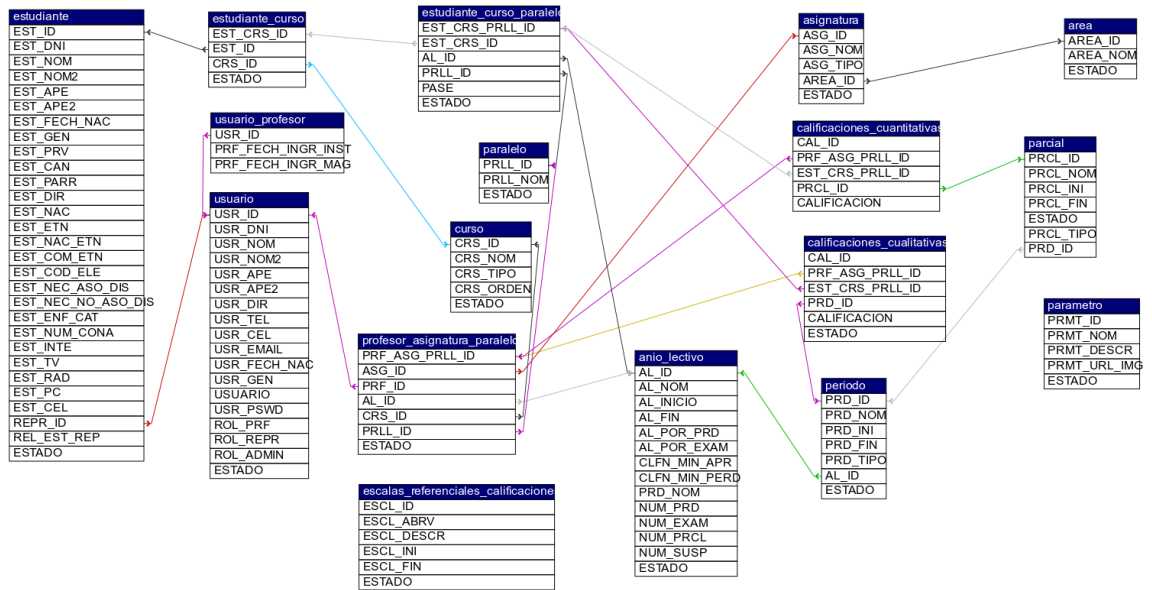 estudiante
EST_ID
EST_DNI
EST_NOM
EST_NOM2
EST_APE
EST_APE2
EST_FECH_NAC
EST_GEN
EST_PRV
EST_CAN
EST_PARR
EST_DIR
EST_NAC
EST_ETN
EST_NAC_ETN
EST_COM_ETN
EST_COD_ELE
EST_NEC_ASO_DIS
EST_NEC_NO_ASO_DIS
EST_ENF_CAT
EST_NUM_CONA
EST_INTE
EST_TV
EST_RAD
EST_PC
EST_CEL
REPR_ID
REL_EST_REP
ESTADO
estudiante_curso
EST_CRS_ID
EST_ID
CRS_ID
ESTADO
usuario_profesor
USR_ID
PRF_FECH_INGR_INST
PRF_FECH_INGR_MAG
usuario
USR_ID
USR_DNI
USR_NOM
USR_NOM2
USR_APE
USR_APE2
USR_DIR
USR_TEL
USR_CEL
USR_EMAIL
USR_FECH_NAC
USR_GEN
USUARIO
USR_PSWD
ROL_PRF
ROL_REPR
ROL_ADMIN
ESTADO
estudiante_curso_paralelo
EST_CRS_PRLL_ID
EST_CRS_ID
AL_ID
PRLL_ID
PASE
ESTADO
paralelo
PRLL_ID
PRLL_NOM
ESTADO
curso
CRS_ID
CRS_NOM
CRS_TIPO
CRS_ORDEN
ESTADO
profesor_asignatura_paralelo
PRF_ASG_PRLL_ID
ASG_ID
PRF_ID
AL_ID
CRS_ID
PRLL_ID
ESTADO
escalas_referenciales_calificacione
ESCL_ID
ESCL_ABRV
ESCL_DESCR
ESCL_INI
ESCL_FIN
ESTADO
anio_lectivo
AL_ID
AL_NOM
AL_INICIO
AL_FIN
AL_POR_PRD
AL_POR_EXAM
CLFN_MIN_APR
CLFN_MIN_PERD
PRD_NOM
NUM_PRD
NUM_EXAM
NUM_PRCL
NUM_SUSP
ESTADO
asignatura
ASG_ID
ASG_NOM
ASG_TIPO
AREA_ID
ESTADO
calificaciones_cuantitativas
CAL_ID
PRF_ASG_PRLL_ID
EST_CRS_PRLL_ID
PRCL_ID
CALIFICACION
calificaciones_cualitativas
CAL_ID
PRF_ASG_PRLL_ID
EST_CRS_PRLL_ID
PRD_ID
CALIFICACION
ESTADO
periodo
PRD_ID
PRD_NOM
PRD_INI
PRD_FIN
PRD_TIPO
AL_ID
ESTADO
area
AREA_ID
AREA_NOM
ESTADO
parcial
PRCL_ID
PRCL_NOM
PRCL_INI
PRCL_FIN
ESTADO
PRCL_TIPO
PRD_ID
parametro
PRMT_ID
PRMT_NOM
PRMT_DESCR
PRMT_URL_IMG
ESTADO